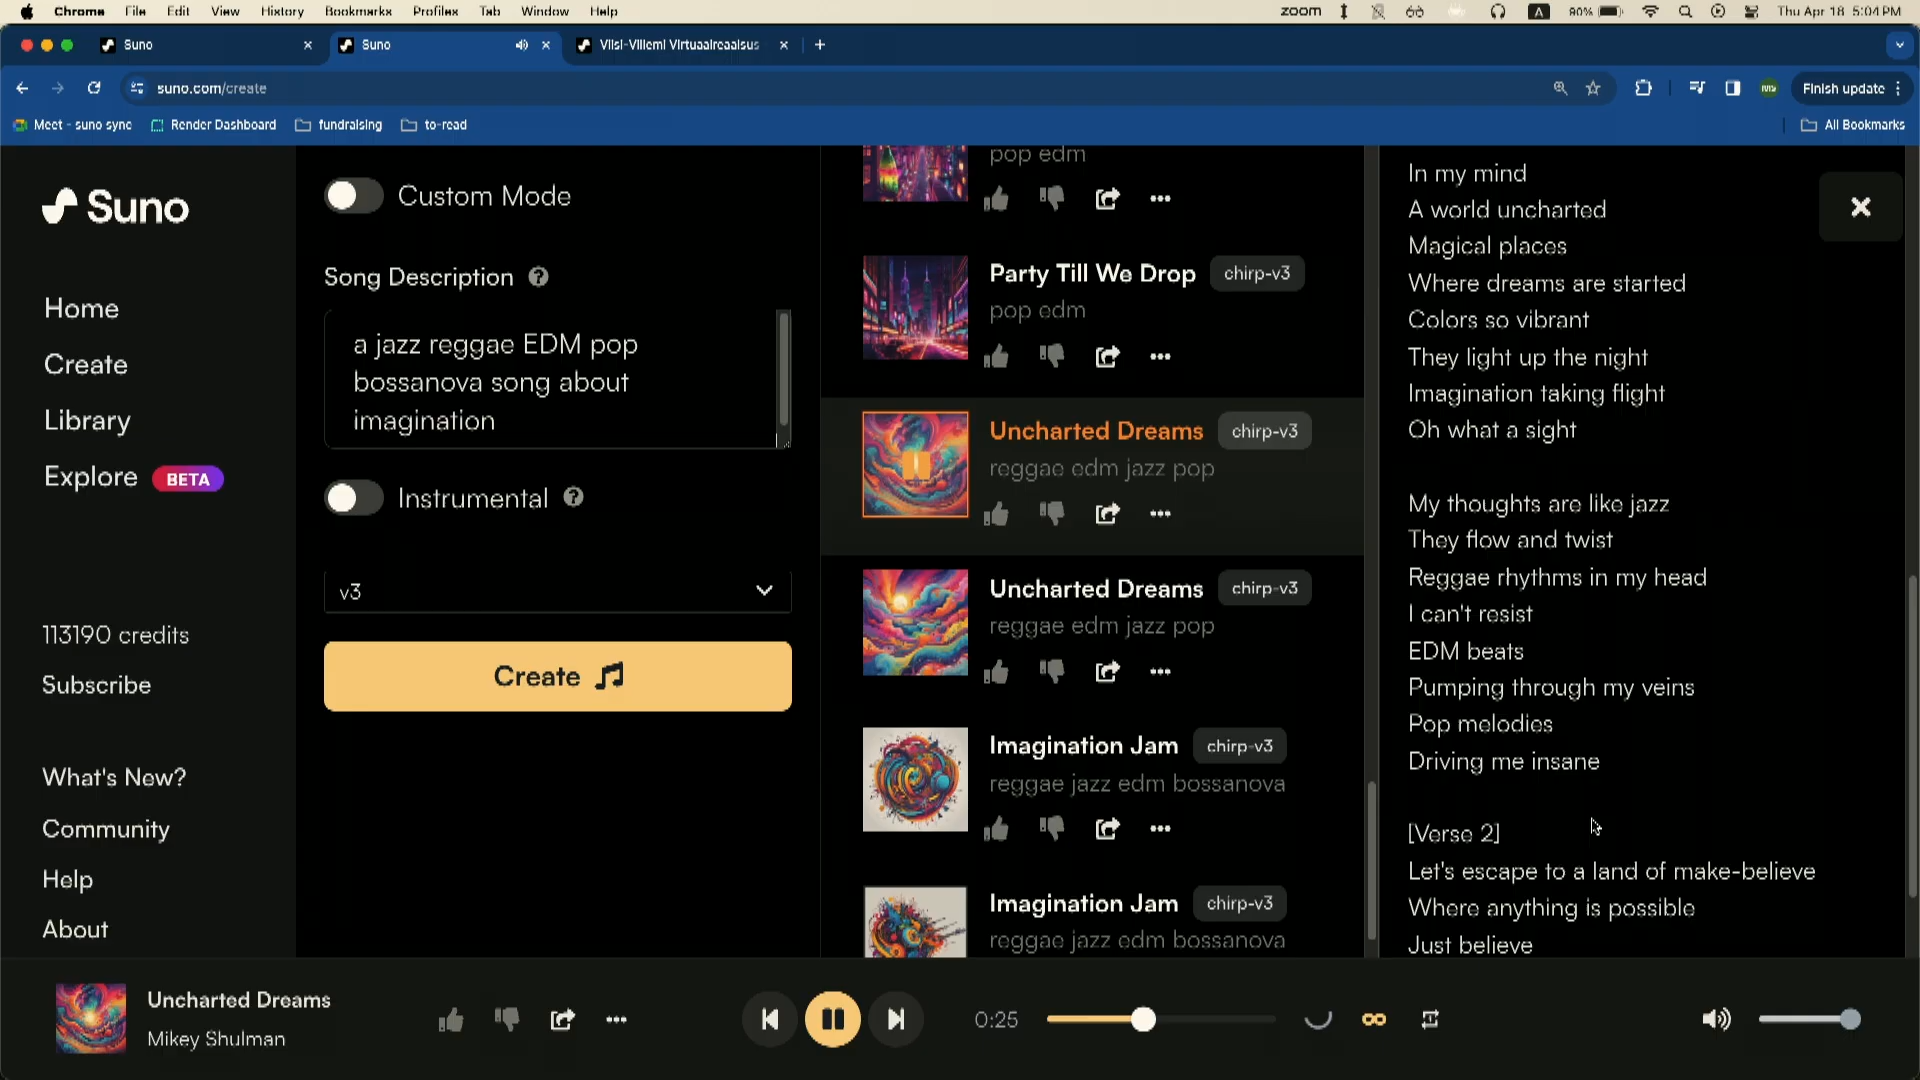 Chrome File Edit View History Bookmarks Profiles Tab Window Help
zoom A 90% Thu Apr 18 5:04 PM
Suno
Suno
Viisi-Villemi Virtuaalreaalsus
suno.com/create
Finish update
Meet - suno sync
Render Dashboard
fundraising
to-read
All Bookmarks
Suno
Home
Create
Library
Explore BETA
113190 credits
Subscribe
What's New?
Community
Help
About
Custom Mode
Song Description
a jazz reggae EDM pop
bossanova song about
imagination
Instrumental
v3
Create
pop edm
Party Till We Drop chirp-v3
pop edm
Uncharted Dreams chirp-v3
reggae edm jazz pop
Uncharted Dreams chirp-v3
reggae edm jazz pop
Imagination Jam chirp-v3
reggae jazz edm bossanova
Imagination Jam chirp-v3
reggae jazz edm bossanova
In my mind
A world uncharted
Magical places
Where dreams are started
Colors so vibrant
They light up the night
Imagination taking flight
Oh what a sight
My thoughts are like jazz
They flow and twist
Reggae rhythms in my head
I can't resist
EDM beats
Pumping through my veins
Pop melodies
Driving me insane
[Verse 2]
Let's escape to a land of make-believe
Where anything is possible
Just believe
Uncharted Dreams
Mikey Shulman
0:25